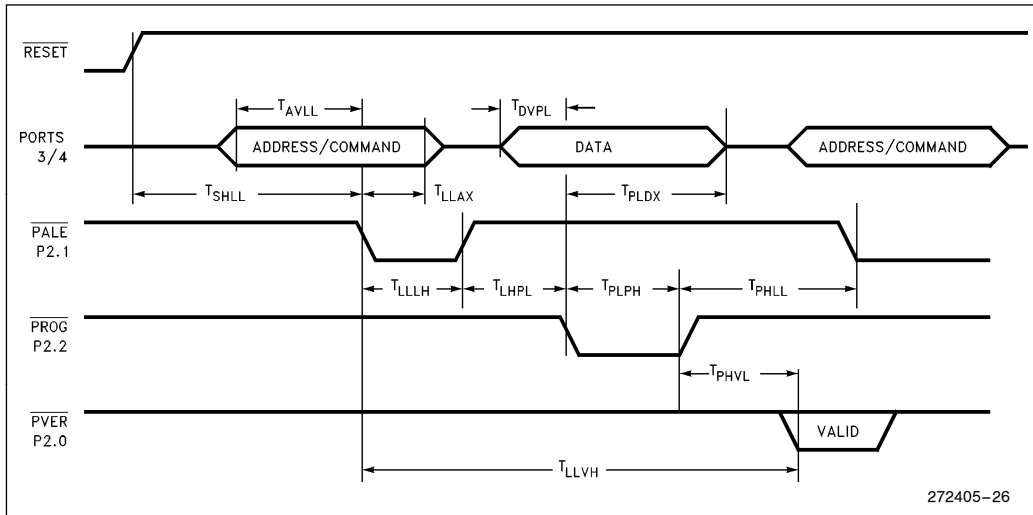 RESET
T_AVLL
T_DVPL
PORTS
3/4
ADDRESS/COMMAND
DATA
ADDRESS/COMMAND
T_SHLL
T_LLAX
T_PLDX
PALE
P2.1
T_LLLH
T_LHPL
T_PLPH
T_PHLL
PROG
P2.2
T_PHVL
PVER
P2.0
VALID
T_LLVH
272405-26